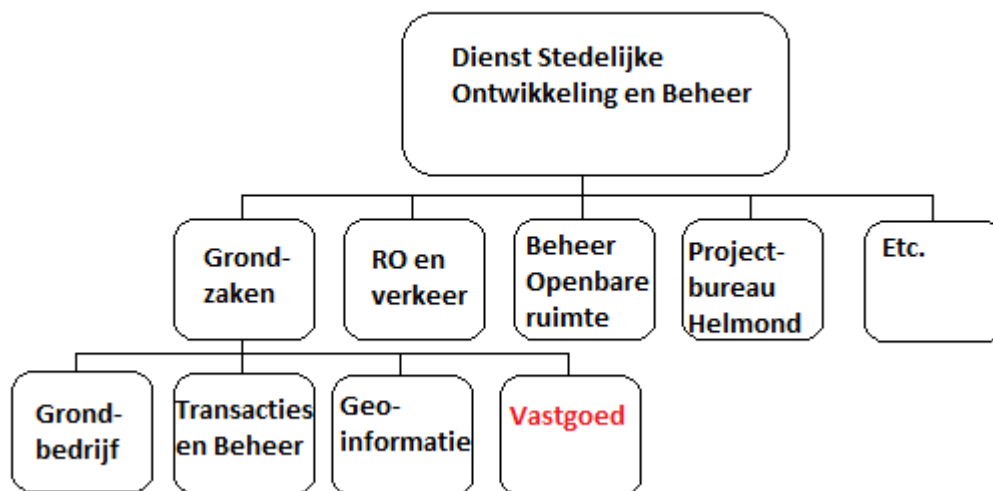 Dienst Stedelijke
Ontwikkeling en Beheer
Grond-
zaken
RO en
verkeer
Beheer
Openbare
ruimte
Project-
bureau
Helmond
Etc.
Grond-
bedrijf
Transacties
en Beheer
Geo-
informatie
Vastgoed